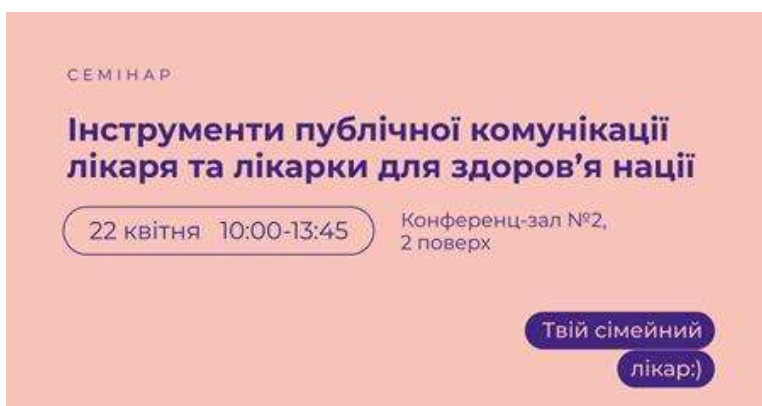 СЕМІНАР
Інструменти публічної комунікації
лікаря та лікарки для здоров’я нації
22 квітня 10:00-13:45
Конференц-зал №2,
2 поверх
Твій сімейний
лікар:)